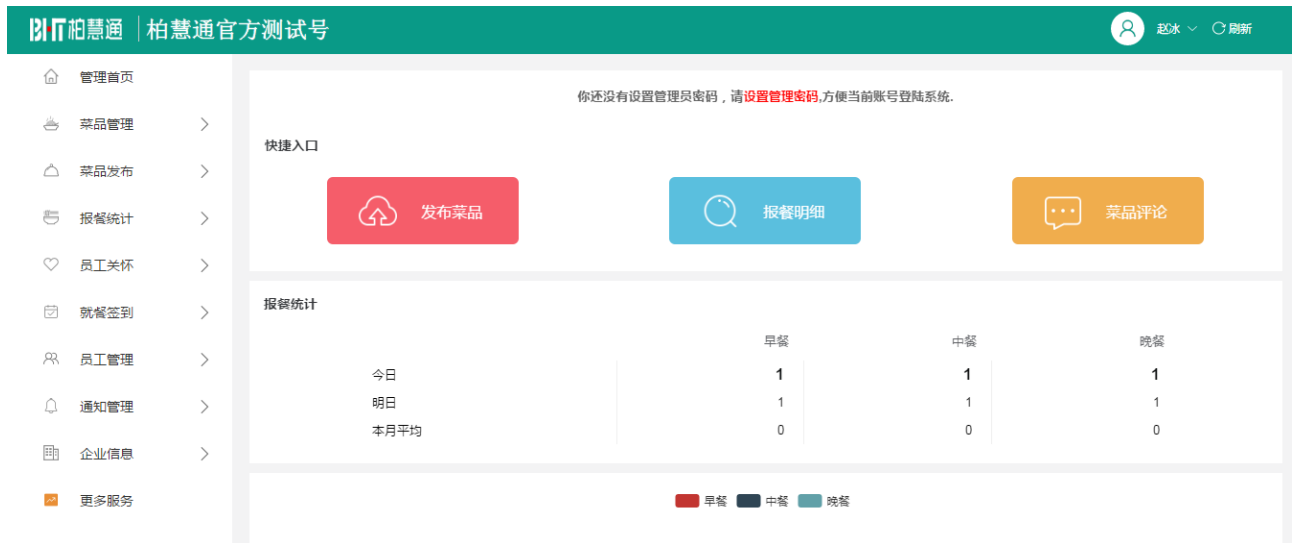 BHT柏慧通 柏慧通官方测试号 赵冰 刷新
管理首页
菜品管理
菜品发布
报餐统计
员工关怀
就餐签到
员工管理
通知管理
企业信息
更多服务
你还没有设置管理员密码，请设置管理密码,方便当前账号登陆系统.
快捷入口
发布菜品 报餐明细 菜品评论
报餐统计
早餐 中餐 晚餐
今日 1 1 1
明日 1 1 1
本月平均 0 0 0
早餐 中餐 晚餐